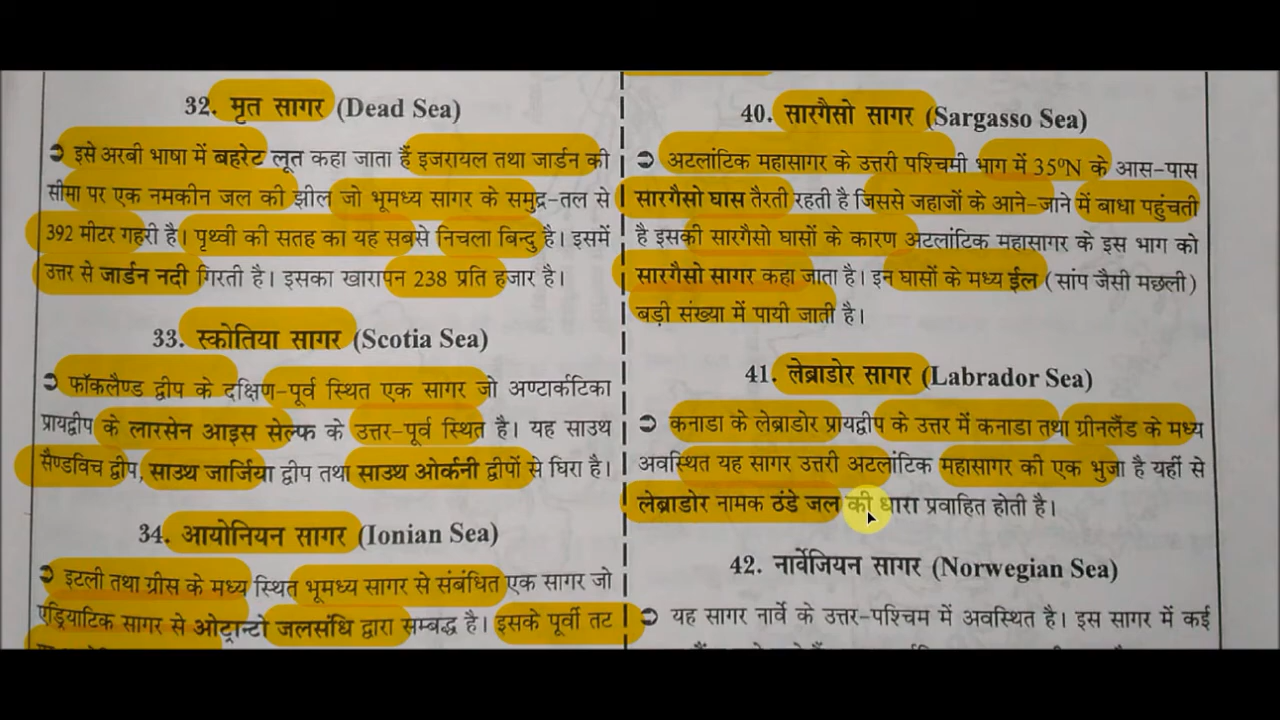 32. मृत सागर (Dead Sea)
➲ इसे अरबी भाषा में बहरेट लूत कहा जाता हैं इजरायल तथा जार्डन की
सीमा पर एक नमकीन जल की झील जो भूमध्य सागर के समुद्र-तल से
392 मीटर गहरी है। पृथ्वी की सतह का यह सबसे निचला बिन्दु है। इसमें
उत्तर से जार्डन नदी गिरती है। इसका खारापन 238 प्रति हजार है।
33. स्कोतिया सागर (Scotia Sea)
➲ फॉकलैण्ड द्वीप के दक्षिण-पूर्व स्थित एक सागर जो अण्टार्कटिका
प्रायद्वीप के लारसेन आइस सेल्फ के उत्तर-पूर्व स्थित है। यह साउथ
सैण्डविच द्वीप, साउथ जार्जिया द्वीप तथा साउथ ओर्कनी द्वीपों से घिरा है।
34. आयोनियन सागर (Ionian Sea)
➲ इटली तथा ग्रीस के मध्य स्थित भूमध्य सागर से संबंधित एक सागर जो
एड्रियाटिक सागर से ओट्रान्टो जलसंधि द्वारा सम्बद्ध है। इसके पूर्वी तट
40. सारगैसो सागर (Sargasso Sea)
➲ अटलांटिक महासागर के उत्तरी पश्चिमी भाग में 35⁰N के आस-पास
सारगैसो घास तैरती रहती है जिससे जहाजों के आने-जाने में बाधा पहुंचती
है इसकी सारगैसो घासों के कारण अटलांटिक महासागर के इस भाग को
सारगैसो सागर कहा जाता है। इन घासों के मध्य ईल (सांप जैसी मछली)
बड़ी संख्या में पायी जाती है।
41. लेब्राडोर सागर (Labrador Sea)
➲ कनाडा के लेब्राडोर प्रायद्वीप के उत्तर में कनाडा तथा ग्रीनलैंड के मध्य
अवस्थित यह सागर उत्तरी अटलांटिक महासागर की एक भुजा है यहीं से
लेब्राडोर नामक ठंडे जल की धारा प्रवाहित होती है।
42. नार्वेजियन सागर (Norwegian Sea)
➲ यह सागर नार्वे के उत्तर-पश्चिम में अवस्थित है। इस सागर में कई